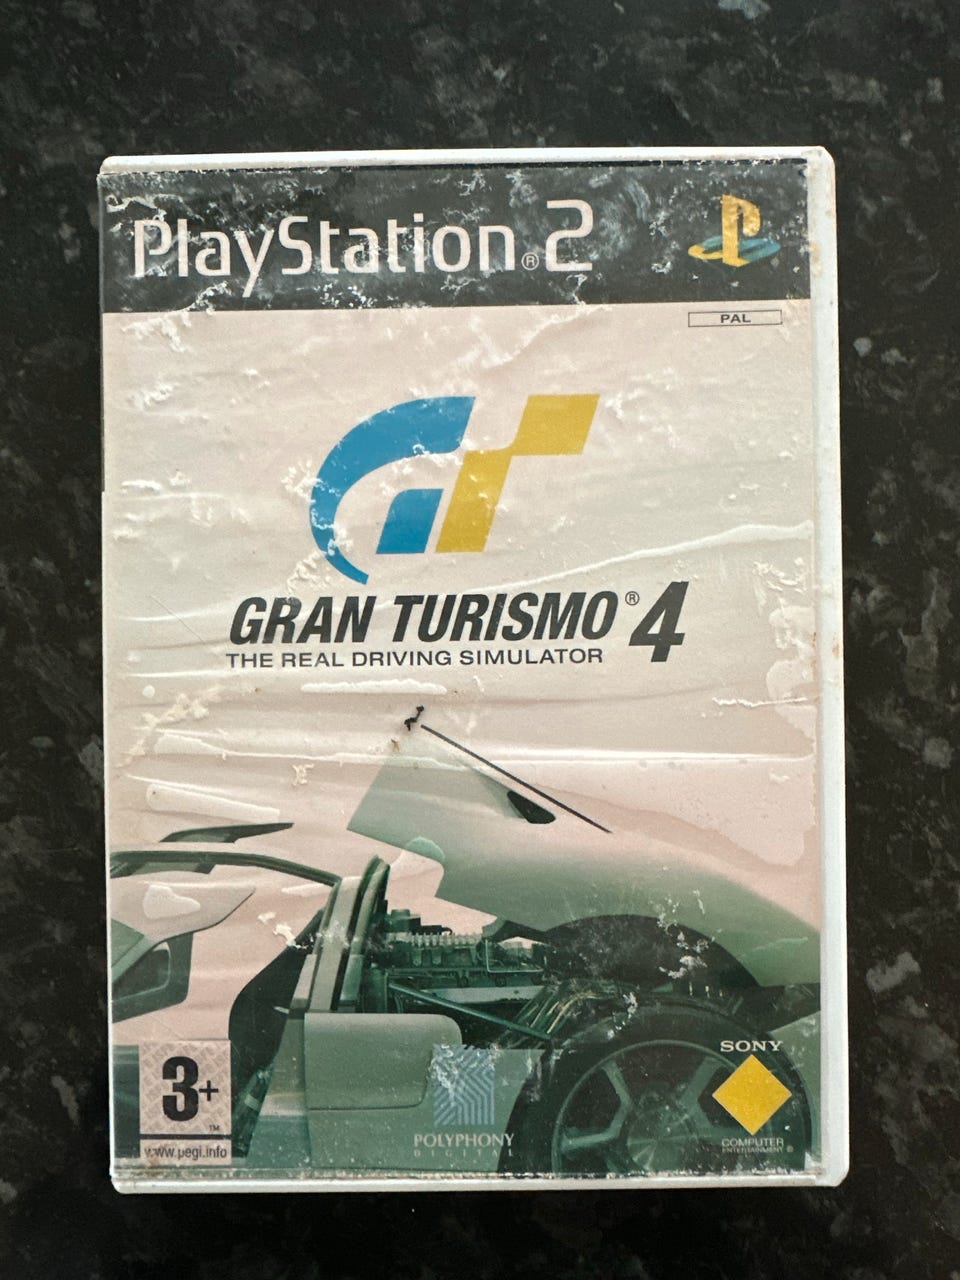 PlayStation®2
PAL
GRAN TURISMO®4
THE REAL DRIVING SIMULATOR
3+
™
www.pegi.info
POLYPHONY
DIGITAL
SONY
COMPUTER
ENTERTAINMENT®